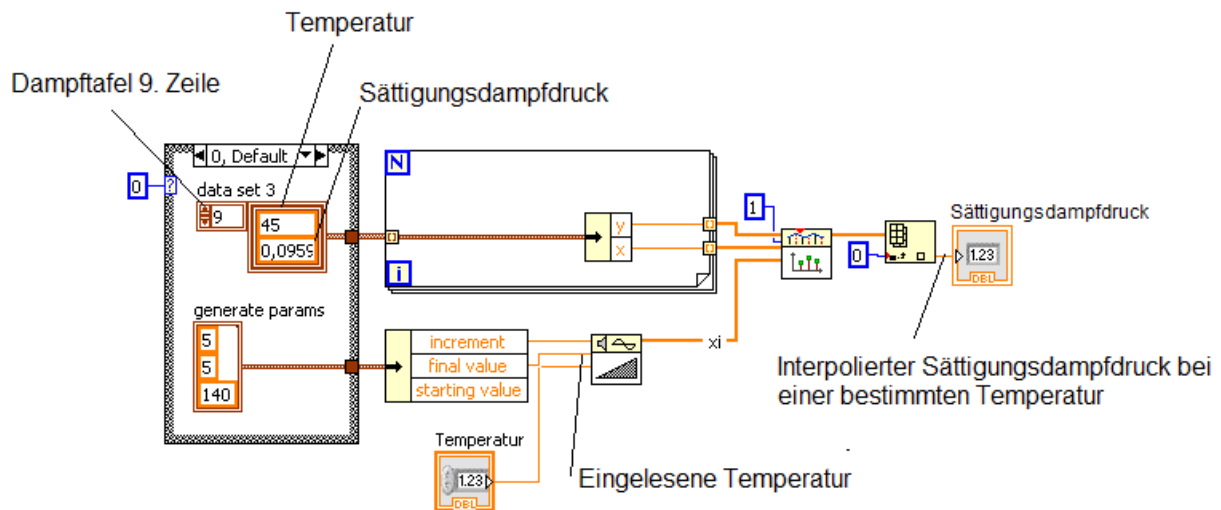 Temperatur
Dampftafel 9. Zeile
Sättigungsdampfdruck
0, Default
N
0
?
data set 3
9
45
0,0959
y
x
1
Sättigungsdampfdruck
i
0
1.23
DBL
generate params
5
5
140
increment
final value
starting value
xi
Interpolierter Sättigungsdampfdruck bei
einer bestimmten Temperatur
Temperatur
1.23
DBL
Eingelesene Temperatur